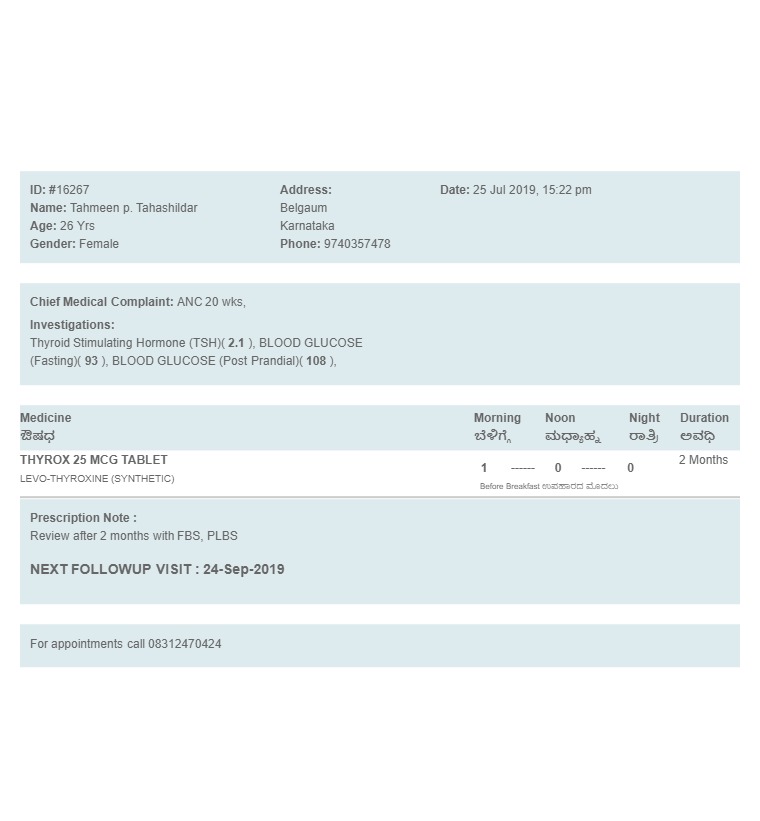 ID: #16267
Name: Tahmeen p. Tahashildar
Age: 26 Yrs
Gender: Female
Address:
Belgaum
Karnataka
Phone: 9740357478
Date: 25 Jul 2019, 15:22 pm
Chief Medical Complaint: ANC 20 wks,
Investigations:
Thyroid Stimulating Hormone (TSH)( 2.1 ), BLOOD GLUCOSE
(Fasting)( 93 ), BLOOD GLUCOSE (Post Prandial)( 108 ),
Medicine Morning Noon Night Duration
ಔಷಧ ಬೆಳಿಗ್ಗೆ ಮಧ್ಯಾಹ್ನ ರಾತ್ರಿ ಅವಧಿ
THYROX 25 MCG TABLET 2 Months
1 ------ 0 ------ 0
LEVO-THYROXINE (SYNTHETIC)
Before Breakfast ಉಪಹಾರದ ಮೊದಲು
Prescription Note :
Review after 2 months with FBS, PLBS
NEXT FOLLOWUP VISIT : 24-Sep-2019
For appointments call 08312470424